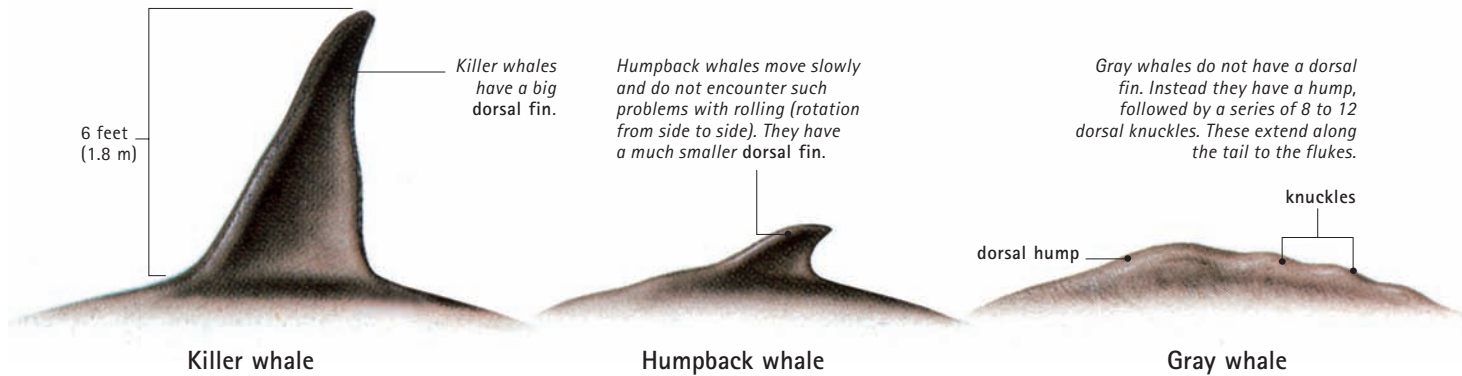 6 feet
(1.8 m)
Killer whales
have a big
dorsal fin.
Killer whale
Humpback whales move slowly
and do not encounter such
problems with rolling (rotation
from side to side). They have
a much smaller dorsal fin.
Humpback whale
Gray whales do not have a dorsal
fin. Instead they have a hump,
followed by a series of 8 to 12
dorsal knuckles. These extend along
the tail to the flukes.
knuckles
dorsal hump
Gray whale